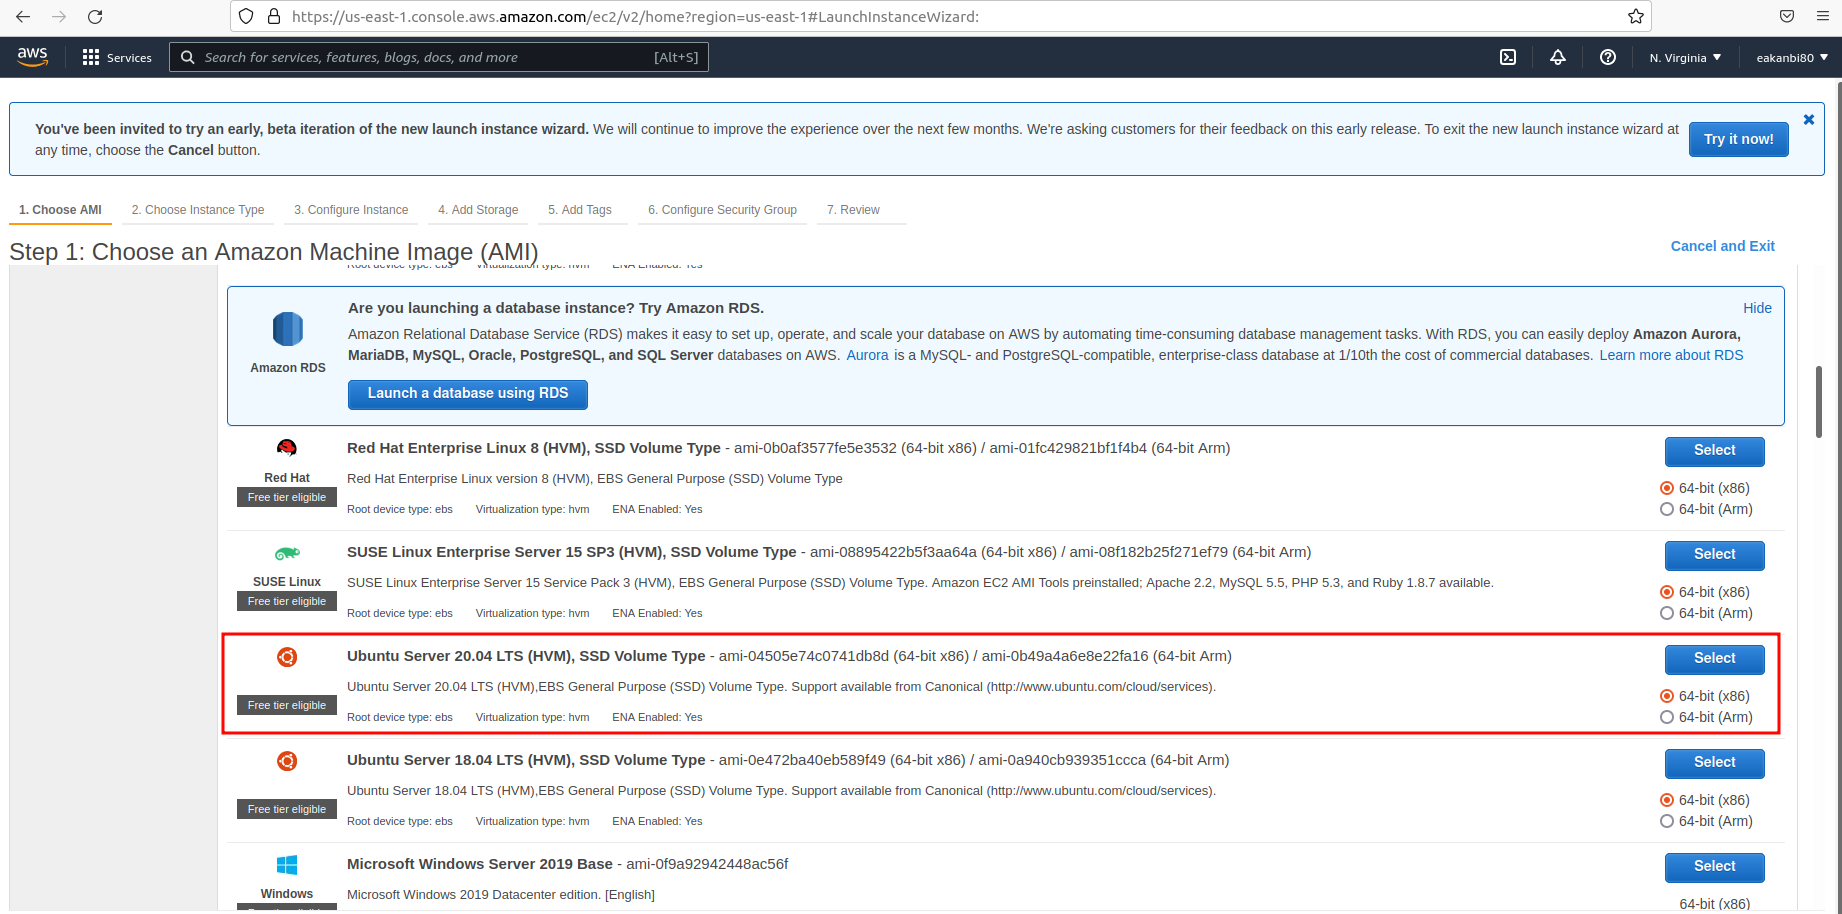 https://us-east-1.console.aws.amazon.com/ec2/v2/home?region=us-east-1#LaunchInstanceWizard:
aws Services Search for services, features, blogs, docs, and more [Alt+S] N. Virginia eakanbi80
You've been invited to try an early, beta iteration of the new launch instance wizard. We will continue to improve the experience over the next few months. We're asking customers for their feedback on this early release. To exit the new launch instance wizard at
any time, choose the Cancel button.
Try it now!
1. Choose AMI 2. Choose Instance Type 3. Configure Instance 4. Add Storage 5. Add Tags 6. Configure Security Group 7. Review
Step 1: Choose an Amazon Machine Image (AMI)
Cancel and Exit
Root device type: ebs Virtualization type: hvm ENA Enabled: Yes
Amazon RDS
Are you launching a database instance? Try Amazon RDS.
Hide
Amazon Relational Database Service (RDS) makes it easy to set up, operate, and scale your database on AWS by automating time-consuming database management tasks. With RDS, you can easily deploy Amazon Aurora,
MariaDB, MySQL, Oracle, PostgreSQL, and SQL Server databases on AWS. Aurora is a MySQL- and PostgreSQL-compatible, enterprise-class database at 1/10th the cost of commercial databases. Learn more about RDS
Launch a database using RDS
Red Hat
Free tier eligible
Red Hat Enterprise Linux 8 (HVM), SSD Volume Type - ami-0b0af3577fe5e3532 (64-bit x86) / ami-01fc429821bf1f4b4 (64-bit Arm)
Red Hat Enterprise Linux version 8 (HVM), EBS General Purpose (SSD) Volume Type
Root device type: ebs Virtualization type: hvm ENA Enabled: Yes
Select
64-bit (x86)
64-bit (Arm)
SUSE Linux
Free tier eligible
SUSE Linux Enterprise Server 15 SP3 (HVM), SSD Volume Type - ami-08895422b5f3aa64a (64-bit x86) / ami-08f182b25f271ef79 (64-bit Arm)
SUSE Linux Enterprise Server 15 Service Pack 3 (HVM), EBS General Purpose (SSD) Volume Type. Amazon EC2 AMI Tools preinstalled; Apache 2.2, MySQL 5.5, PHP 5.3, and Ruby 1.8.7 available.
Root device type: ebs Virtualization type: hvm ENA Enabled: Yes
Select
64-bit (x86)
64-bit (Arm)
Free tier eligible
Ubuntu Server 20.04 LTS (HVM), SSD Volume Type - ami-04505e74c0741db8d (64-bit x86) / ami-0b49a4a6e8e22fa16 (64-bit Arm)
Ubuntu Server 20.04 LTS (HVM),EBS General Purpose (SSD) Volume Type. Support available from Canonical (http://www.ubuntu.com/cloud/services).
Root device type: ebs Virtualization type: hvm ENA Enabled: Yes
Select
64-bit (x86)
64-bit (Arm)
Free tier eligible
Ubuntu Server 18.04 LTS (HVM), SSD Volume Type - ami-0e472ba40eb589f49 (64-bit x86) / ami-0a940cb939351ccca (64-bit Arm)
Ubuntu Server 18.04 LTS (HVM),EBS General Purpose (SSD) Volume Type. Support available from Canonical (http://www.ubuntu.com/cloud/services).
Root device type: ebs Virtualization type: hvm ENA Enabled: Yes
Select
64-bit (x86)
64-bit (Arm)
Windows
Free tier eligible
Microsoft Windows Server 2019 Base - ami-0f9a92942448ac56f
Microsoft Windows 2019 Datacenter edition. [English]
Select
64-bit (x86)